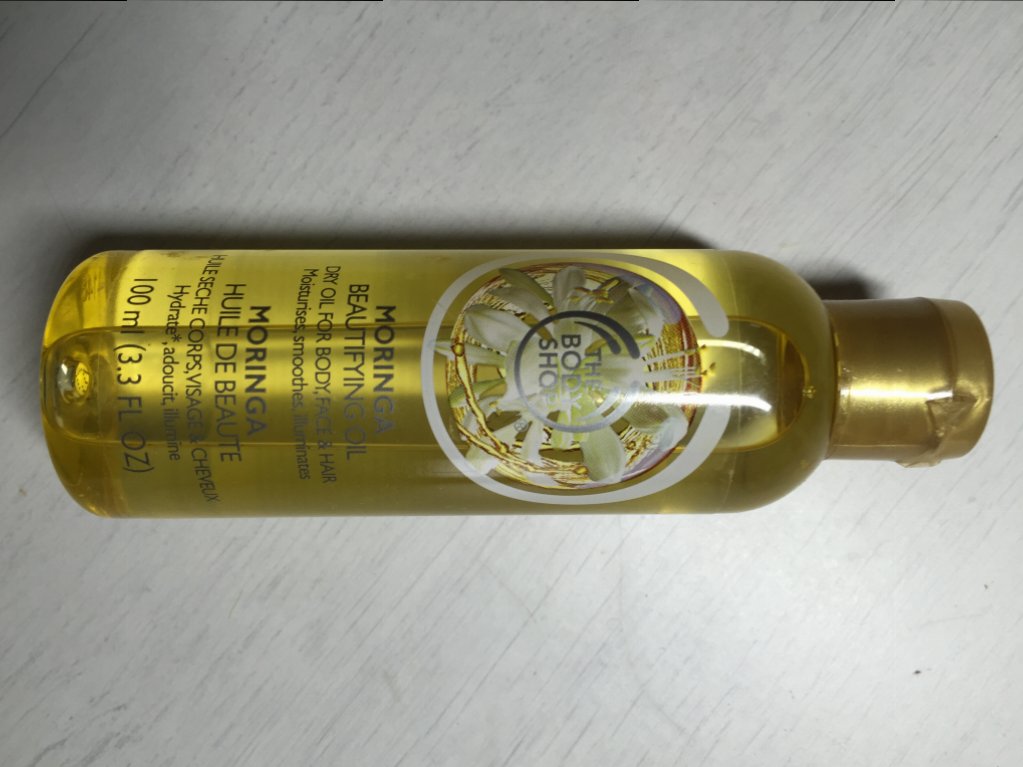 THE
BODY
SHOP®
MORINGA
BEAUTIFYING OIL
DRY OIL FOR BODY, FACE & HAIR
Moisturises, smoothes, illuminates
MORINGA
HUILE DE BEAUTE
HUILE SECHE CORPS, VISAGE & CHEVEUX
Hydrate*, adoucit, illumine
100 ml (3.3 FL OZ)